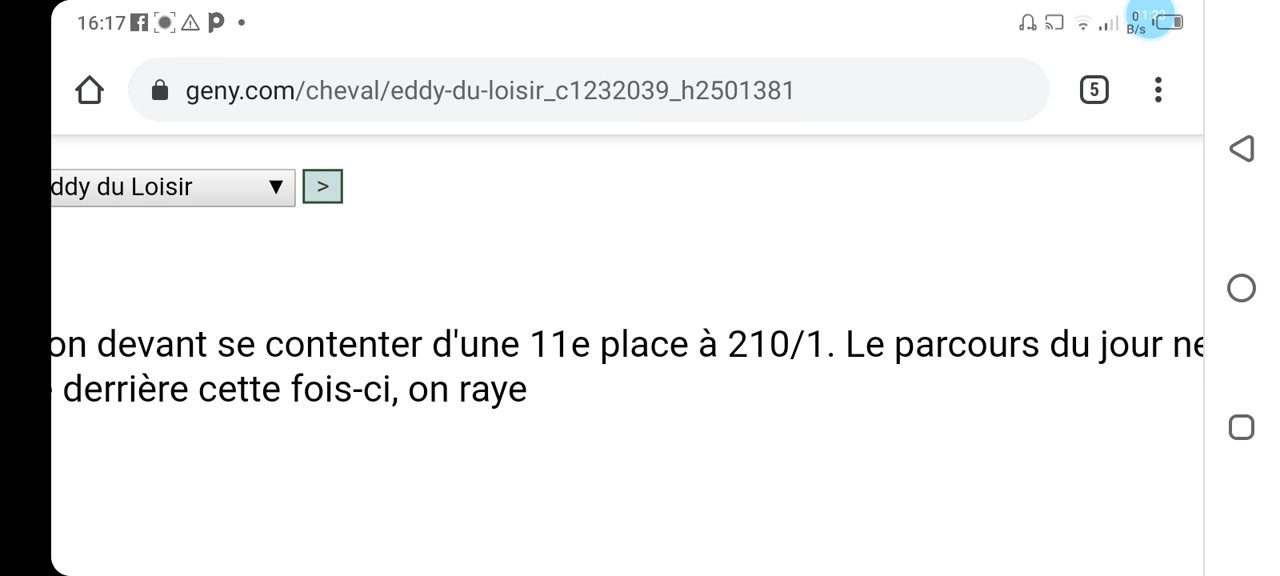 16:17
0 B/s
geny.com/cheval/eddy-du-loisir_c1232039_h2501381
5
ddy du Loisir ▼ >
on devant se contenter d'une 11e place à 210/1. Le parcours du jour ne
derrière cette fois-ci, on raye